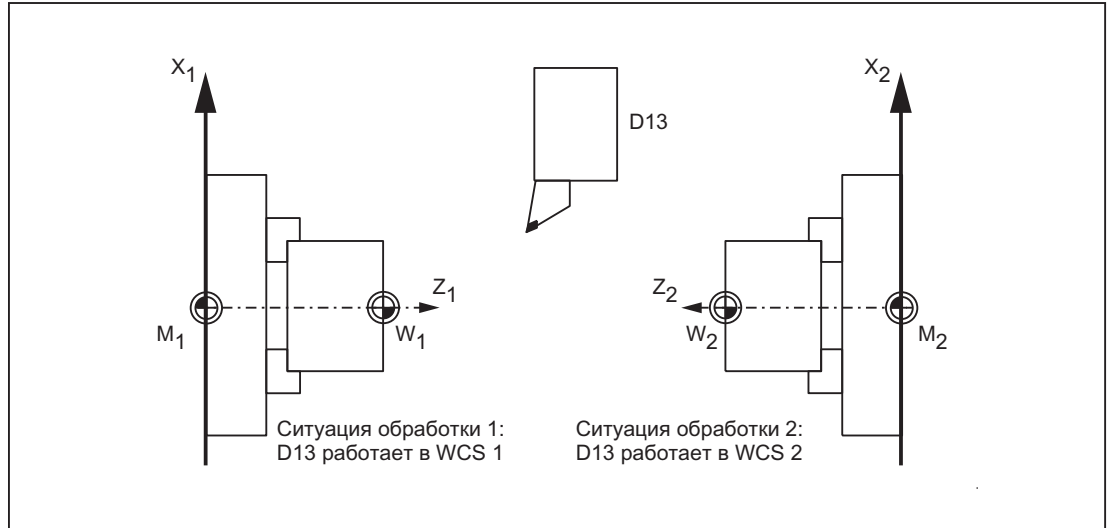 X1
X2
D13
Z1
Z2
M1
W1
W2
M2
Ситуация обработки 1:
D13 работает в WCS 1
Ситуация обработки 2:
D13 работает в WCS 2